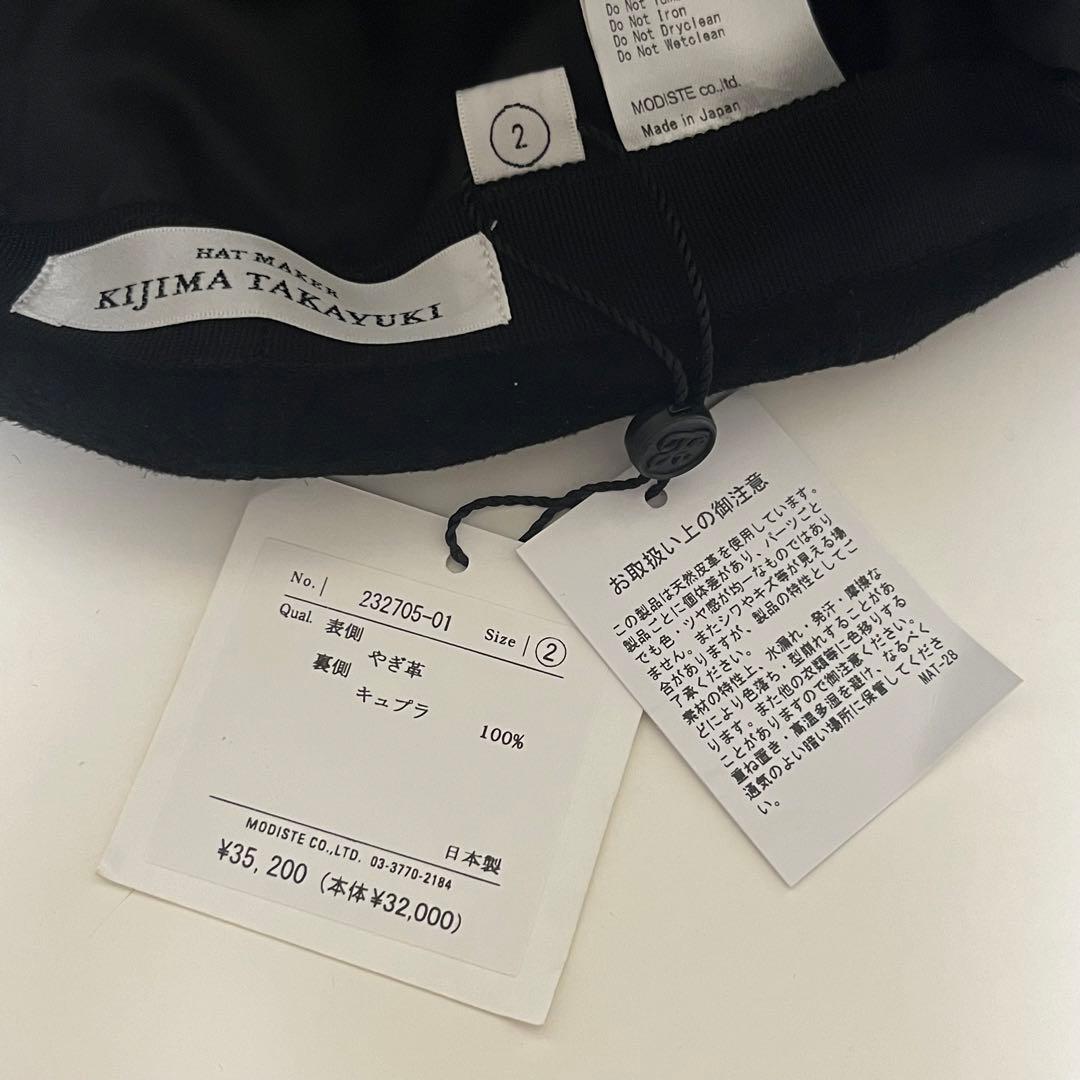 Do Not Iron
Do Not Dryclean
Do Not Wetclean
MODISTE co.,ltd.
Made in Japan
2
HAT MAKER
KIJIMA TAKAYUKI
No. 232705-01 Size 2
Qual. 表側
やぎ革
裏側
キュプラ
100%
日本製
MODISTE CO.,LTD. 03-3770-2184
¥35,200 (本体¥32,000)
お取扱い上の御注意
この製品は天然皮革を使用しています。
製品ごとに個体差があり、パーツごと
でも色・ツヤ感が均一なものではあり
ません。またシワやキズ等が見える場
合がありますが、製品の特性としてご
了承ください。
素材の特性上、水漏れ・発汗・摩擦な
どにより色落ち・型崩れすることがあ
ります。また他の衣類等に色移りする
ことがありますので御注意ください。
重ね置き・高温多湿を避け、なるべく
通気のよい暗い場所に保管してくださ
い。
MAT-28